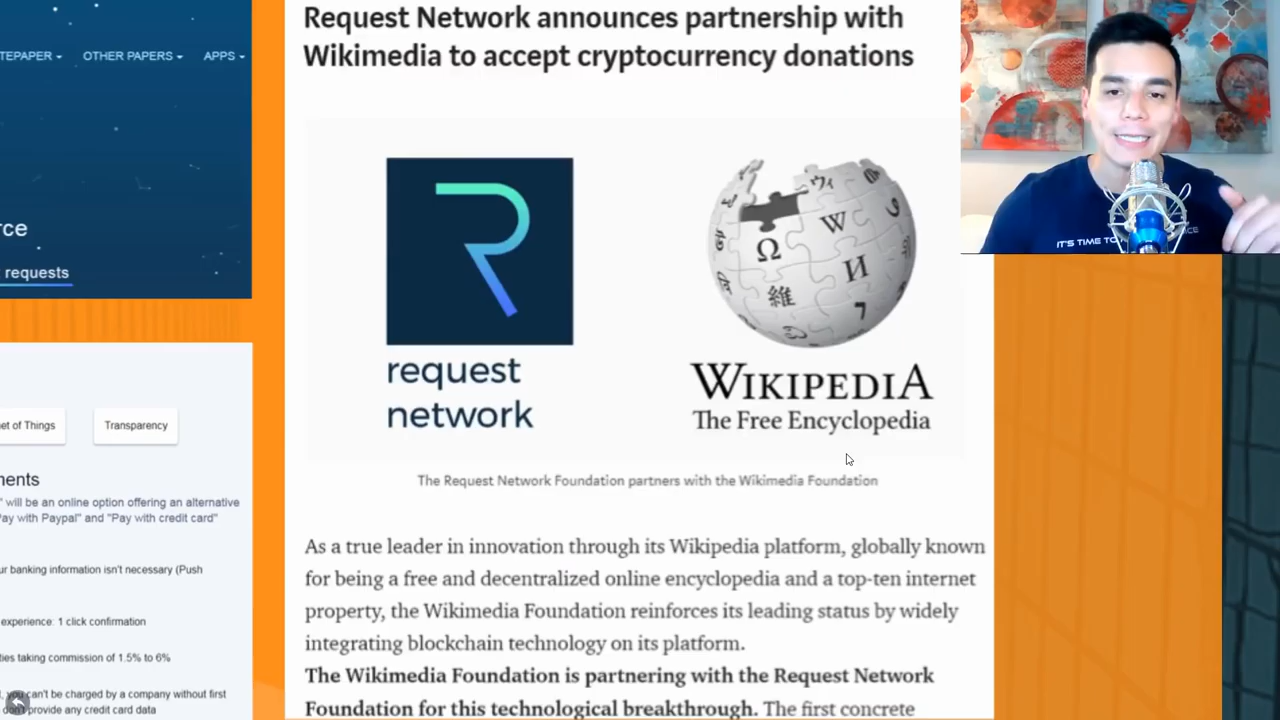 TEPAPER
OTHER PAPERS
APPS
rce
requests
et of Things
Transparency
nents
" will be an online option offering an alternative
Pay with Paypal" and "Pay with credit card"
ur banking information isn't necessary (Push
experience: 1 click confirmation
ties taking commission of 1.5% to 6%
l, you can't be charged by a company without first
don't provide any credit card data
Request Network announces partnership with
Wikimedia to accept cryptocurrency donations
request
network
Ω
W
И
維
ウィ
7
WIKIPEDIA
The Free Encyclopedia
The Request Network Foundation partners with the Wikimedia Foundation
As a true leader in innovation through its Wikipedia platform, globally known
for being a free and decentralized online encyclopedia and a top-ten internet
property, the Wikimedia Foundation reinforces its leading status by widely
integrating blockchain technology on its platform.
The Wikimedia Foundation is partnering with the Request Network
Foundation for this technological breakthrough. The first concrete
IT'S TIME TO